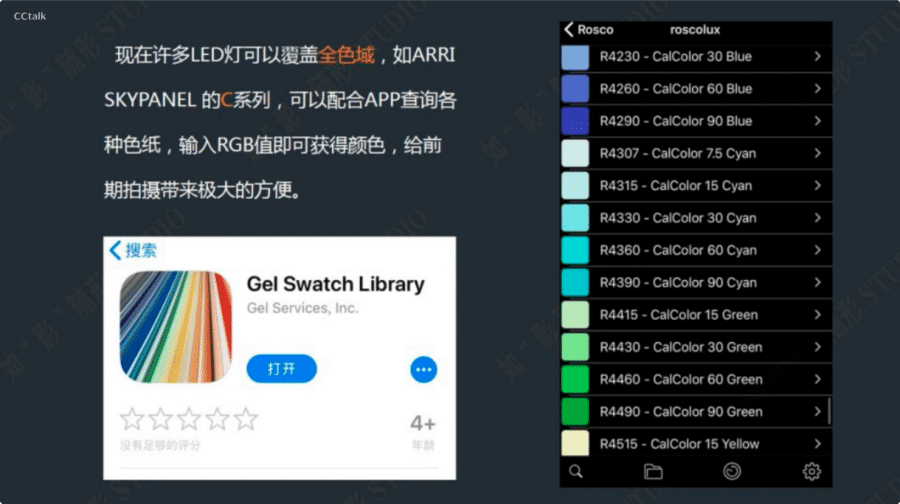 CCtalk
现在许多LED灯可以覆盖全色域，如ARRI
SKYPANEL 的C系列，可以配合APP查询各
种色纸，输入RGB值即可获得颜色，给前
期拍摄带来极大的方便。
搜索
Gel Swatch Library
Gel Services, Inc.
打开
4+
没有足够的评分
年龄
Rosco
roscolux
R4230 - CalColor 30 Blue
R4260 - CalColor 60 Blue
R4290 - CalColor 90 Blue
R4307 - CalColor 7.5 Cyan
R4315 - CalColor 15 Cyan
R4330 - CalColor 30 Cyan
R4360 - CalColor 60 Cyan
R4390 - CalColor 90 Cyan
R4415 - CalColor 15 Green
R4430 - CalColor 30 Green
R4460 - CalColor 60 Green
R4490 - CalColor 90 Green
R4515 - CalColor 15 Yellow